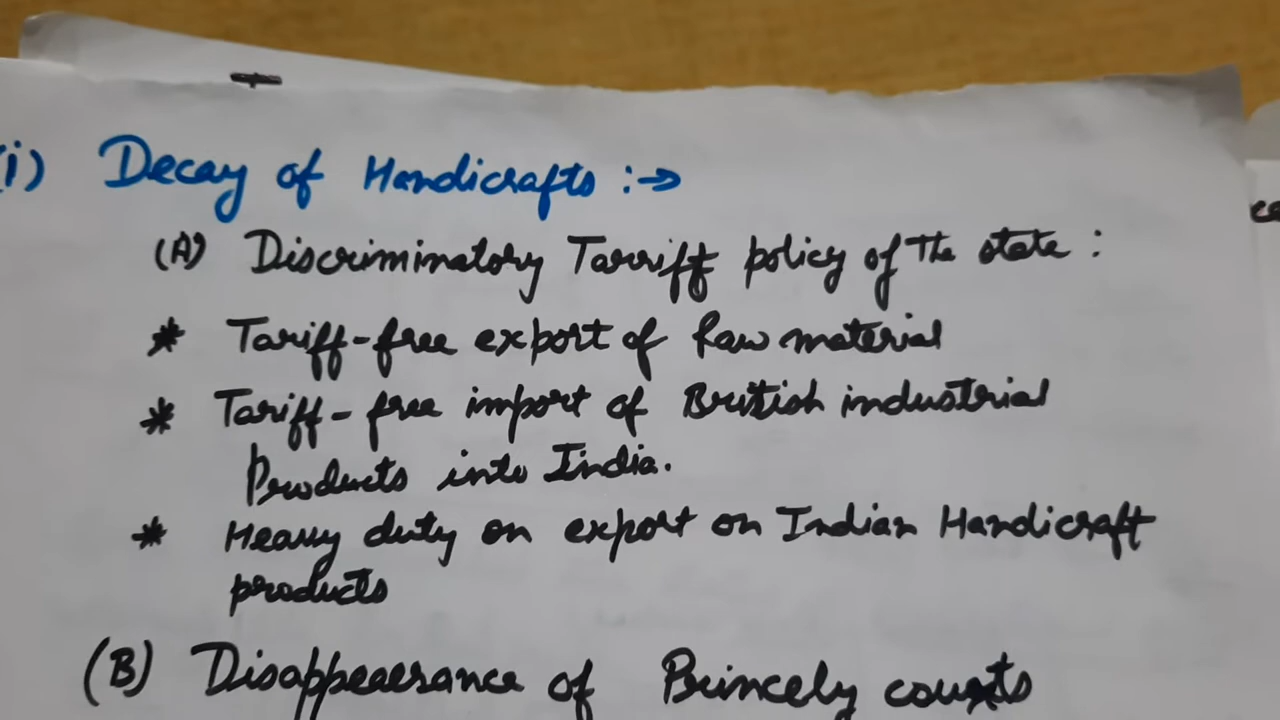 (i) Decay of Handicrafts :→
(A) Discriminatory Tarriff policy of The state :
* Tariff-free export of Raw material
* Tariff-free import of British industrial
Products into India.
* Heavy duty on export on Indian Handicraft
products
(B) Disappearance of Princely courts